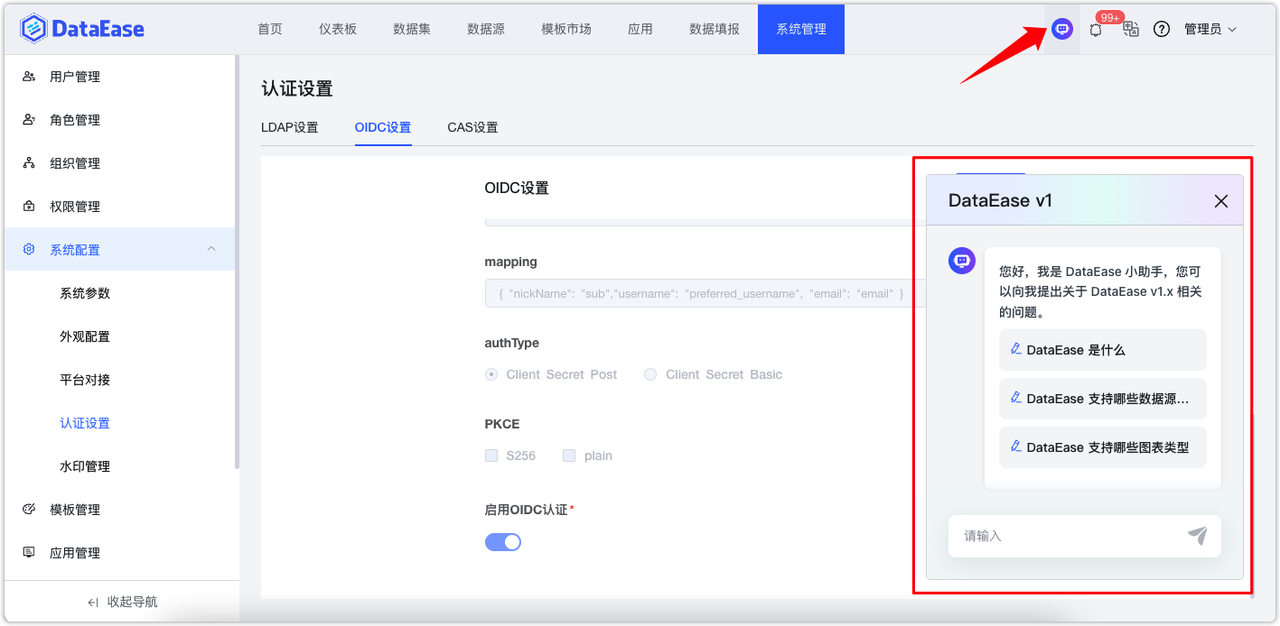 DataEase
首页
仪表板
数据集
数据源
模板市场
应用
数据填报
系统管理
99+
管理员
用户管理
角色管理
组织管理
权限管理
系统配置
系统参数
外观配置
平台对接
认证设置
水印管理
模板管理
应用管理
收起导航
认证设置
LDAP设置
OIDC设置
CAS设置
OIDC设置
mapping
{ "nickName": "sub","username": "preferred_username", "email": "email" }
authType
Client Secret Post
Client Secret Basic
PKCE
S256
plain
启用OIDC认证*
DataEase v1
您好，我是 DataEase 小助手，您可
以向我提出关于 DataEase v1.x 相关
的问题。
DataEase 是什么
DataEase 支持哪些数据源...
DataEase 支持哪些图表类型
请输入